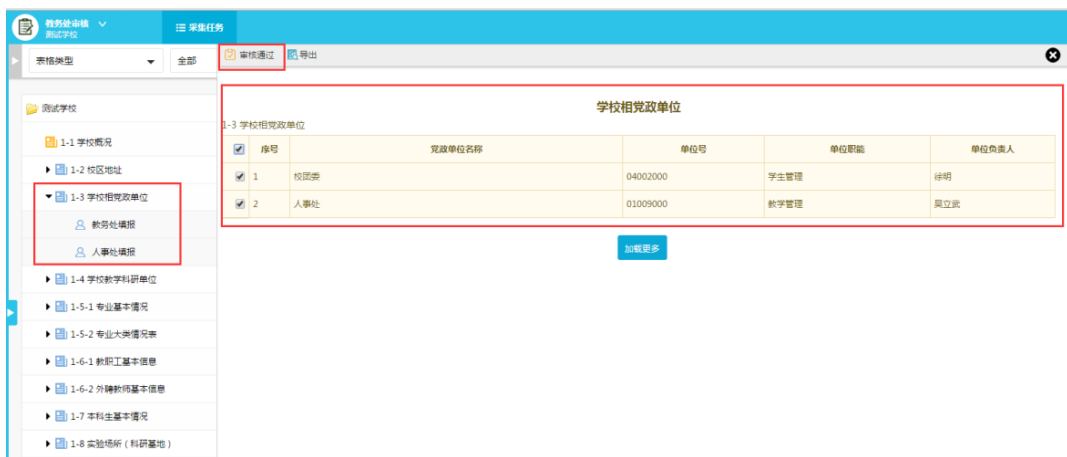 教务处审核
测试学校
采集任务
表格类型
全部
审核通过
导出
测试学校
1-1 学校概况
1-2 校区地址
1-3 学校相党政单位
教务处填报
人事处填报
1-4 学校教学科研单位
1-5-1 专业基本情况
1-5-2 专业大类情况表
1-6-1 教职工基本信息
1-6-2 外聘教师基本信息
1-7 本科生基本情况
1-8 实验场所（科研基地）
学校相党政单位
1-3 学校相党政单位
序号 党政单位名称 单位号 单位职能 单位负责人
1 校团委 04002000 学生管理 徐明
2 人事处 01009000 教学管理 吴立武
加载更多